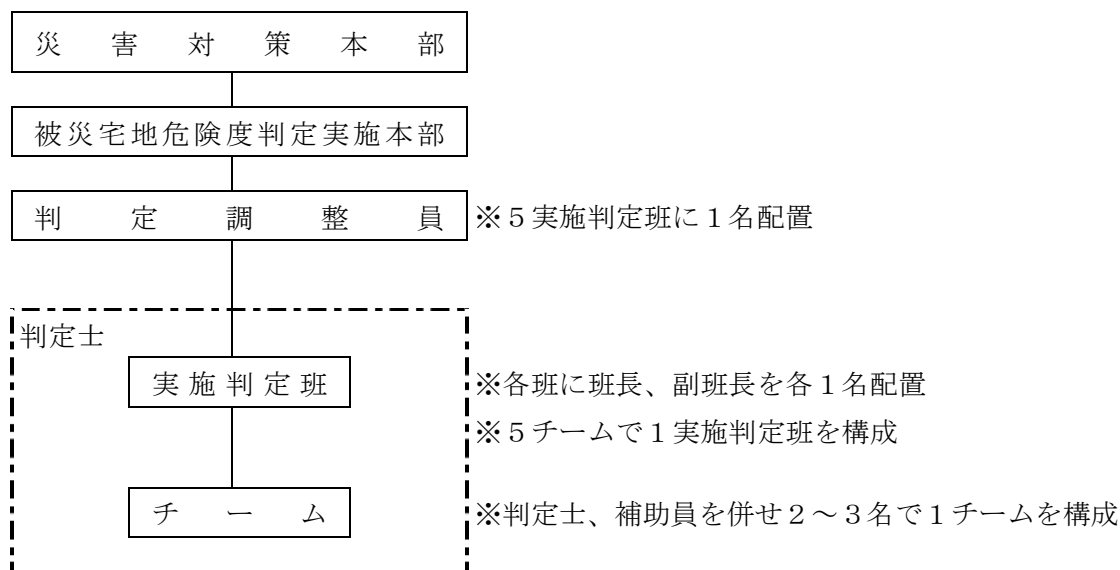 災害対策本部
被災宅地危険度判定実施本部
判定調整員 ※５実施判定班に１名配置
判定士
実施判定班 ※各班に班長、副班長を各１名配置
※５チームで１実施判定班を構成
チーム ※判定士、補助員を併せ２～３名で１チームを構成